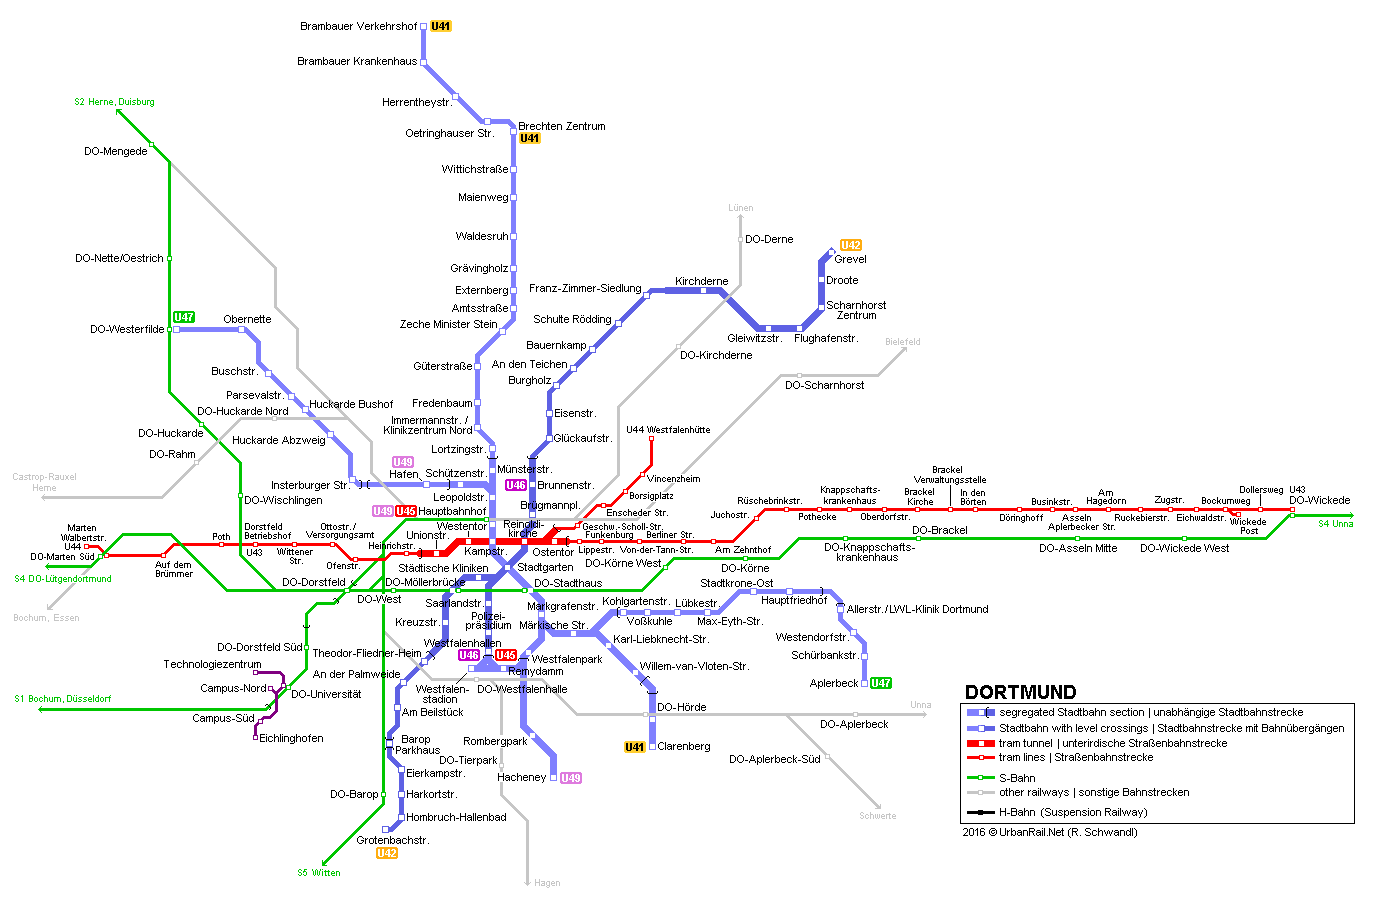 Brambauer Verkehrshof
U41
Brambauer Krankenhaus
Herrentheystr.
Oetringhauser Str.
Brechten Zentrum
U41
Wittichstraße
Maienweg
Waldesruh
Grävingholz
Externberg
Amtsstraße
Zeche Minister Stein
Güterstraße
Fredenbaum
Immermannstr. /
Klinikzentrum Nord
Lortzingstr.
Münsterstr.
Leopoldstr.
U49 U45 Hauptbahnhof
S2 Herne, Duisburg
DO-Mengede
DO-Nette/Oestrich
U47
DO-Westerfilde
Obernette
Buschstr.
Parsevalstr.
Huckarde Bushof
DO-Huckarde Nord
Huckarde Abzweig
DO-Huckarde
DO-Rahm
Insterburger Str.
U49
Hafen
Schützenstr.
Castrop-Rauxel
Herne
DO-Wischlingen
Lünen
DO-Derne
U42
Grevel
Droote
Scharnhorst
Zentrum
Flughafenstr.
Gleiwitzstr.
Kirchderne
Franz-Zimmer-Siedlung
Schulte Rödding
Bauernkamp
An den Teichen
Burgholz
Eisenstr.
Glückaufstr.
U46
Brunnenstr.
Brügmannpl.
DO-Kirchderne
Bielefeld
DO-Scharnhorst
U44 Westfalenhütte
Vincenzheim
Borsigplatz
Enscheder Str.
Geschw.-Scholl-Str.
Funkenburg
Lippestr.
Von-der-Tann-Str.
Berliner Str.
Am Zehnthof
Juchostr.
Rüschebrinkstr.
Pothecke
Knappschafts-
krankenhaus
Oberdorfstr.
Brackel
Kirche
Brackel
Verwaltungsstelle
In den
Börten
Döringhoff
Businkstr.
Asseln
Aplerbecker Str.
Am
Hagedorn
Ruckebierstr.
Zugstr.
Eichwaldstr.
Bockumweg
Wickede
Post
Dollersweg
U43
DO-Wickede
S4 Unna
DO-Wickede West
DO-Asseln Mitte
DO-Brackel
DO-Knappschafts-
krankenhaus
DO-Körne
DO-Körne West
Marten
Walbertstr.
U44
DO-Marten
Süd
S4 DO-Lütgendortmund
Bochum, Essen
Auf dem
Brümmer
Poth
Dorstfeld
Betriebshof
U43
Wittener
Str.
Ottostr./
Versorgungsamt
Ofenstr.
Heinrichstr.
Unionstr.
Westentor
Kampstr.
Reinoldi-
kirche
Ostentor
Städtische Kliniken
Stadtgarten
DO-Dorstfeld
DO-Möllerbrücke
DO-Stadthaus
DO-West
Saarlandstr.
Kreuzstr.
Polizei-
präsidium
Markgrafenstr.
Märkische Str.
Kohlgartenstr.
Voßkuhle
Lübkestr.
Max-Eyth-Str.
Stadtkrone-Ost
Hauptfriedhof
Allerstr./LWL-Klinik Dortmund
Westendorfstr.
Schürbankstr.
Aplerbeck
U47
Karl-Liebknecht-Str.
Willem-van-Vloten-Str.
DO-Hörde
U41
Clarenberg
Westfalenhallen
U46
U45
Westfalenpark
Remydamm
Westfalen-
stadion
DO-Westfalenhalle
Theodor-Fliedner-Heim
An der Palmweide
Am Beilstück
Barop
Parkhaus
Eierkampstr.
Harkortstr.
Hombruch-Hallenbad
Grotenbachstr.
U42
DO-Barop
S5 Witten
DO-Dorstfeld Süd
Technologiezentrum
Campus-Nord
DO-Universität
Campus-Süd
Eichlinghofen
S1 Bochum, Düsseldorf
Rombergpark
DO-Tierpark
Hacheney
U49
Hagen
DO-Aplerbeck-Süd
Schwerte
DO-Aplerbeck
Unna
DORTMUND
segregated Stadtbahn section | unabhängige Stadtbahnstrecke
Stadtbahn with level crossings | Stadtbahnstrecke mit Bahnübergängen
tram tunnel | unterirdische Straßenbahnstrecke
tram lines | Straßenbahnstrecke
S-Bahn
other railways | sonstige Bahnstrecken
H-Bahn (Suspension Railway)
2016 © UrbanRail.Net (R. Schwandl)